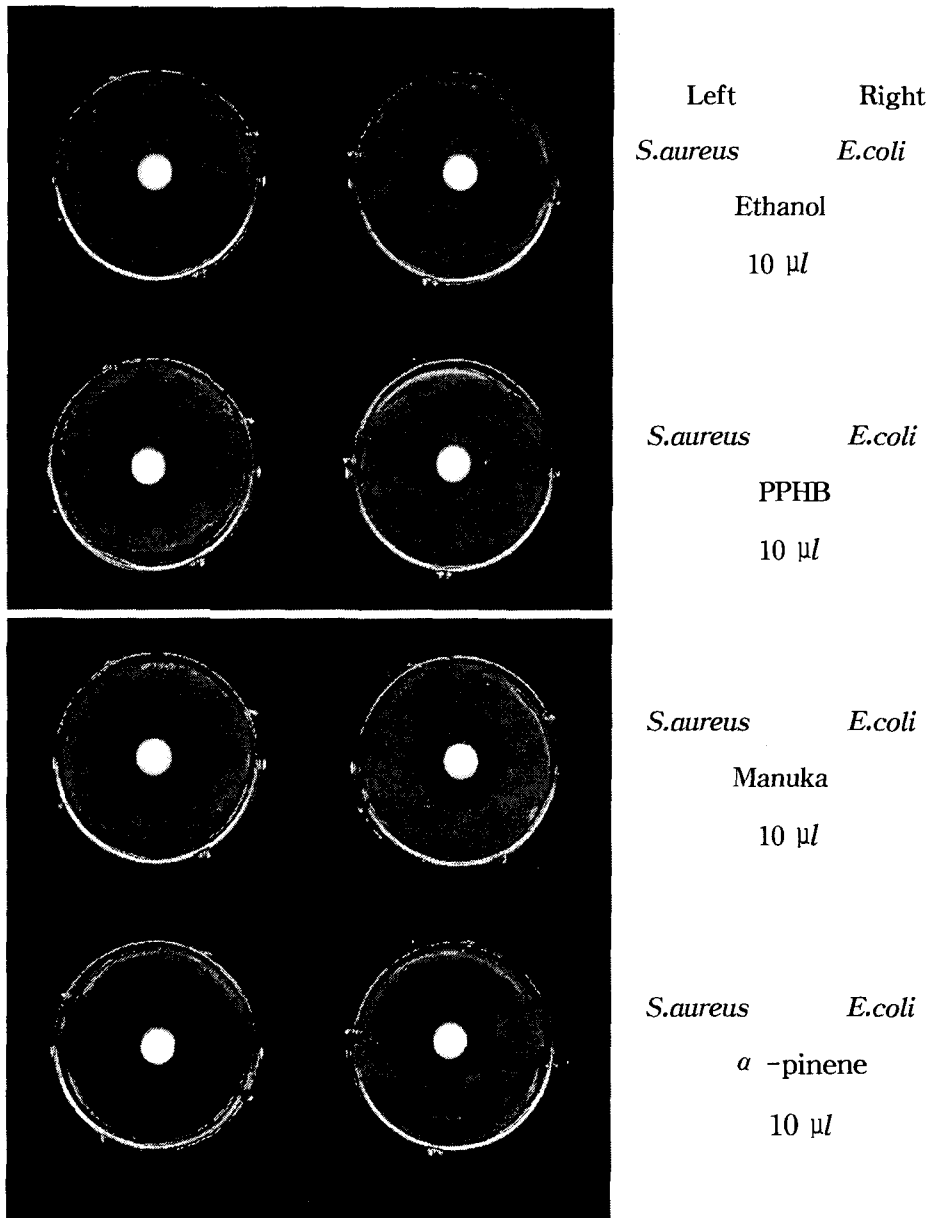 Left Right
S.aureus E.coli
Ethanol
10 μl
S.aureus E.coli
PPHB
10 μl
S.aureus E.coli
Manuka
10 μl
S.aureus E.coli
α -pinene
10 μl